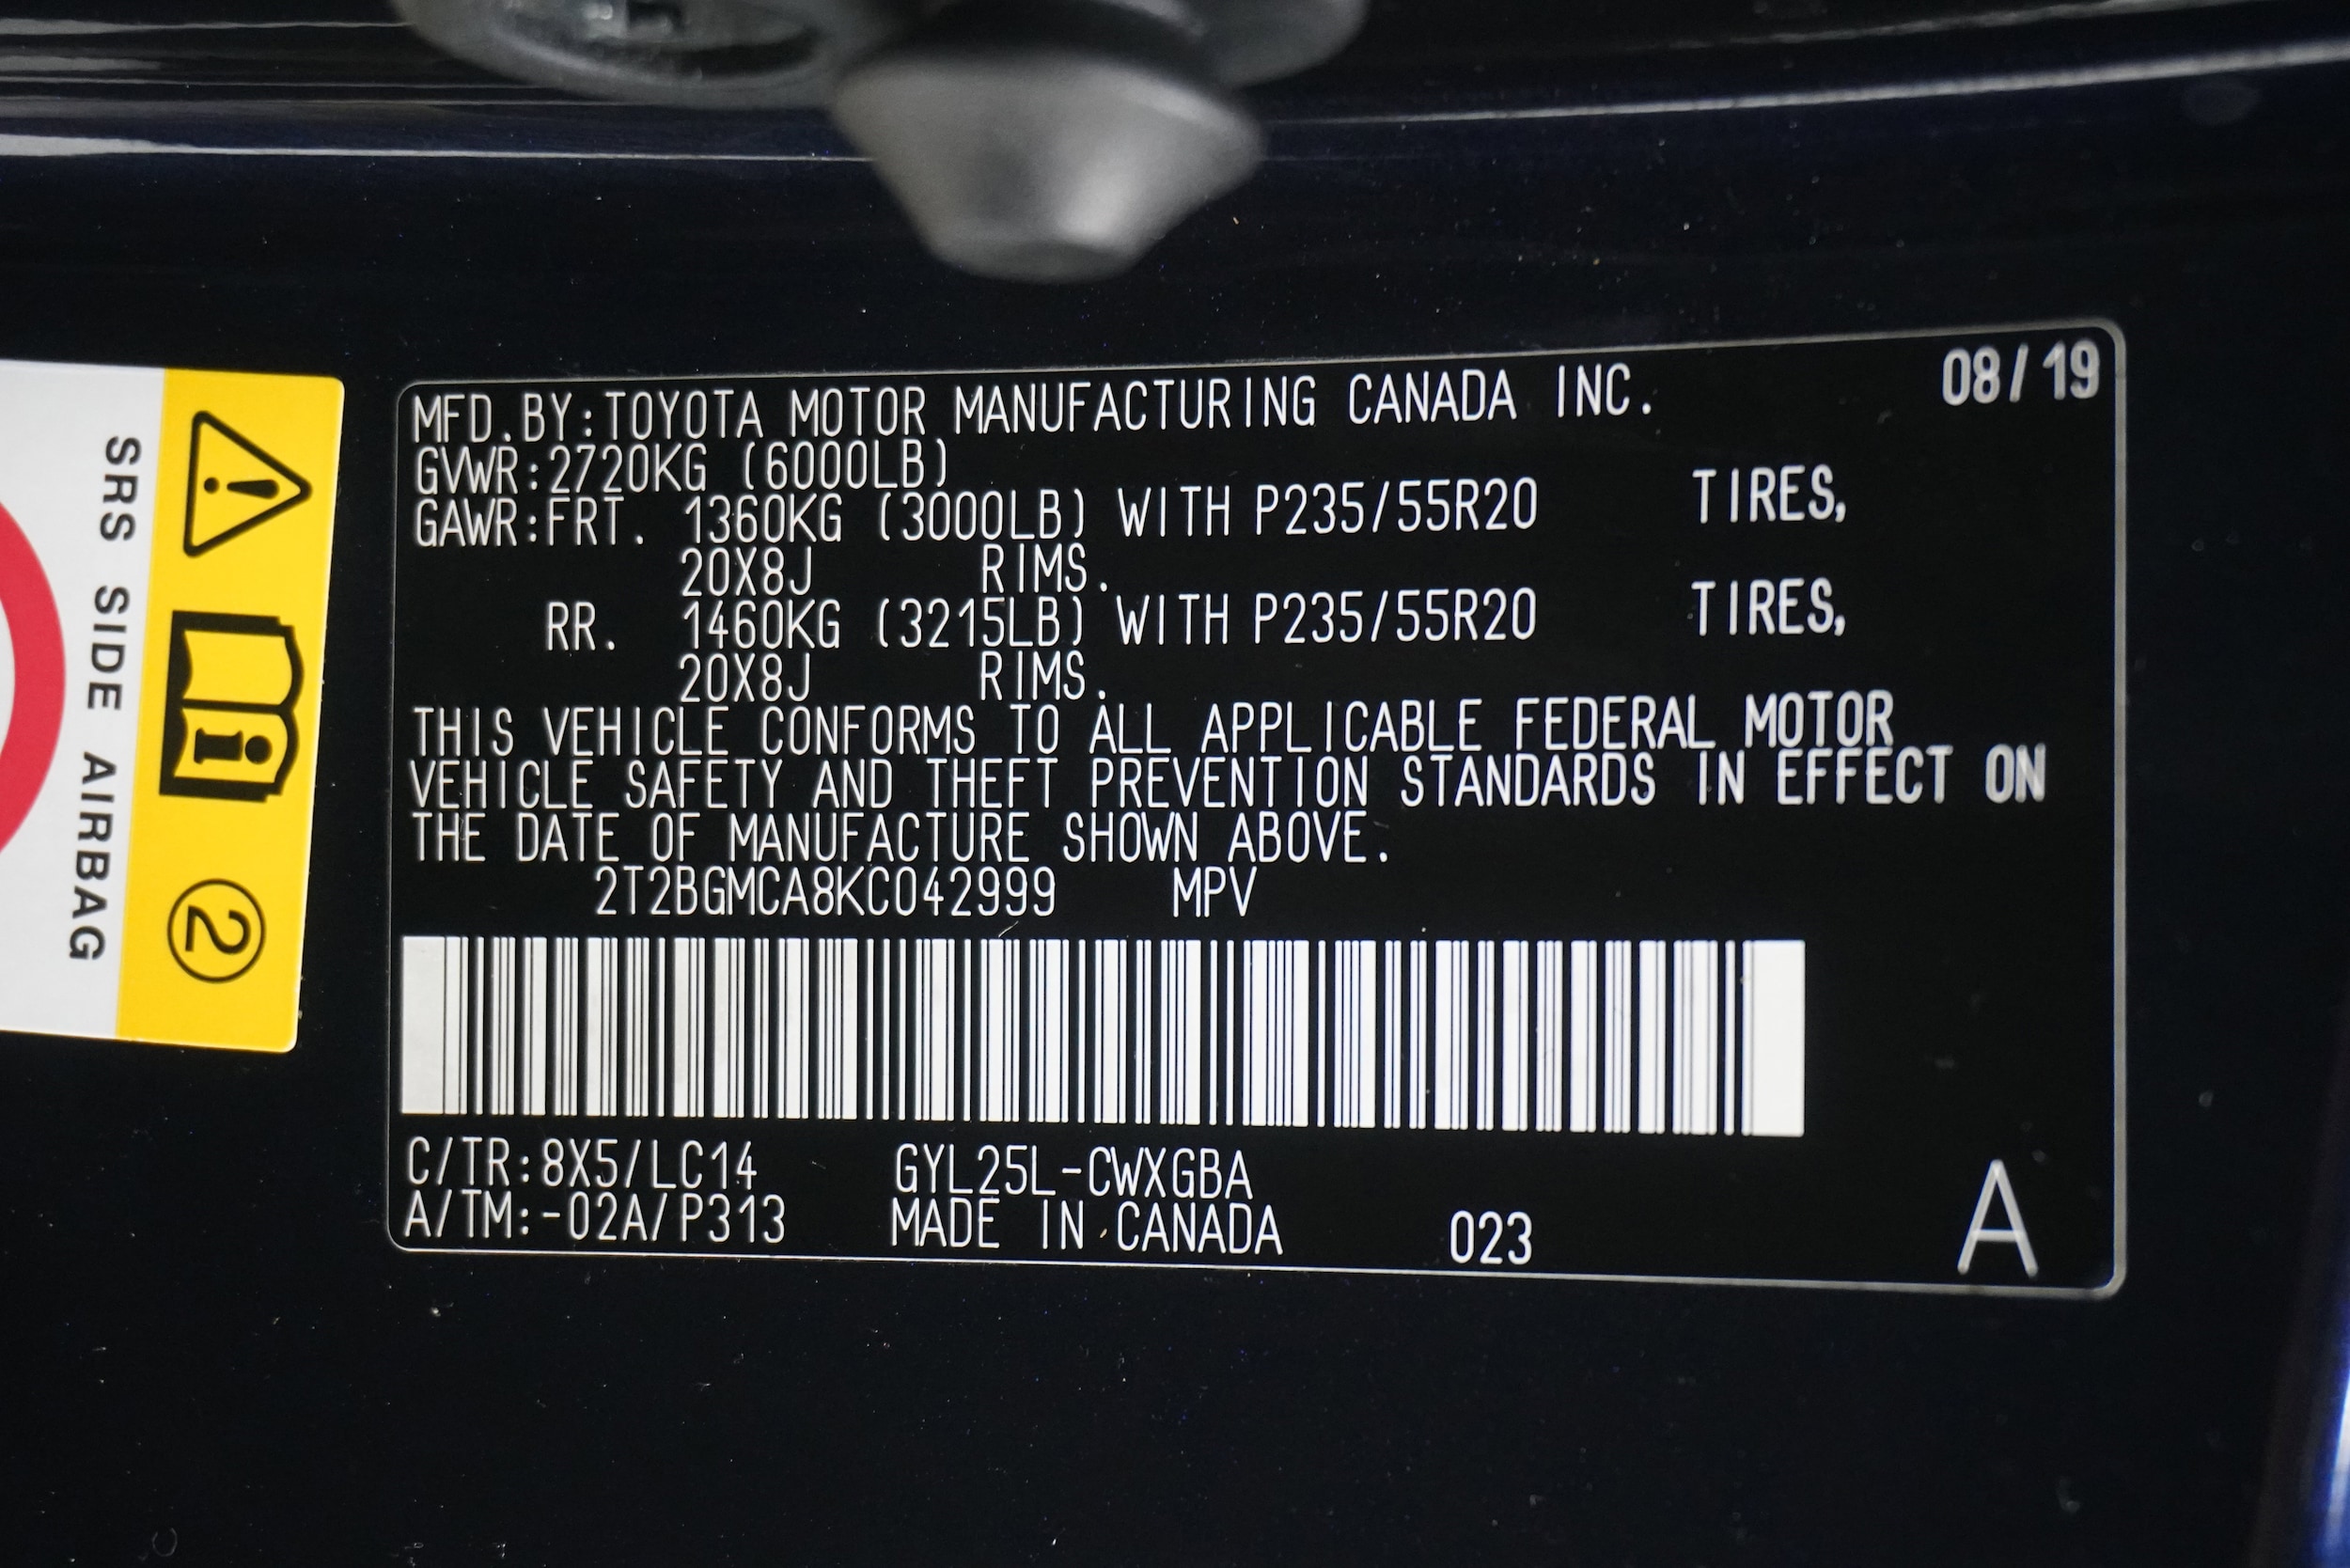 MFD.BY:TOYOTA MOTOR MANUFACTURING CANADA INC. 08/19
GVWR:2720KG (6000LB)
GAWR:FRT. 1360KG (3000LB) WITH P235/55R20 TIRES,
20X8J RIMS.
RR. 1460KG (3215LB) WITH P235/55R20 TIRES,
20X8J RIMS.
THIS VEHICLE CONFORMS TO ALL APPLICABLE FEDERAL MOTOR
VEHICLE SAFETY AND THEFT PREVENTION STANDARDS IN EFFECT ON
THE DATE OF MANUFACTURE SHOWN ABOVE.
2T2BGMCA8KC042999 MPV
C/TR:8X5/LC14 GYL25L-CWXGBA
A/TM:-02A/P313 MADE IN CANADA 023 A
SRS SIDE AIRBAG
2